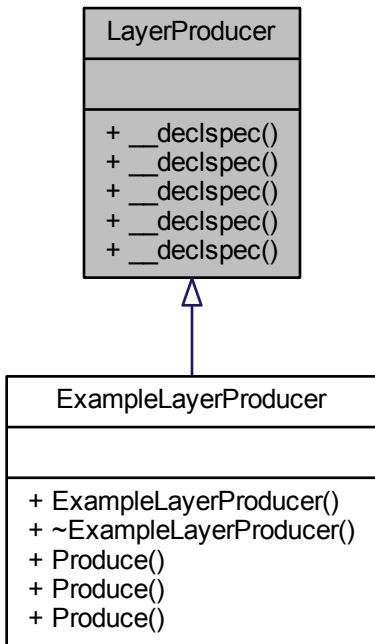 LayerProducer
+ __declspec()
+ __declspec()
+ __declspec()
+ __declspec()
+ __declspec()
ExampleLayerProducer
+ ExampleLayerProducer()
+ ~ExampleLayerProducer()
+ Produce()
+ Produce()
+ Produce()